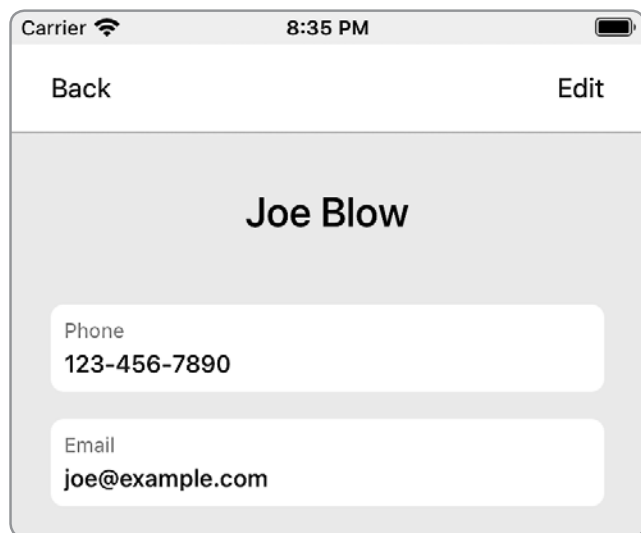 Carrier 8:35 PM
Back Edit
Joe Blow
Phone
123-456-7890
Email
joe@example.com